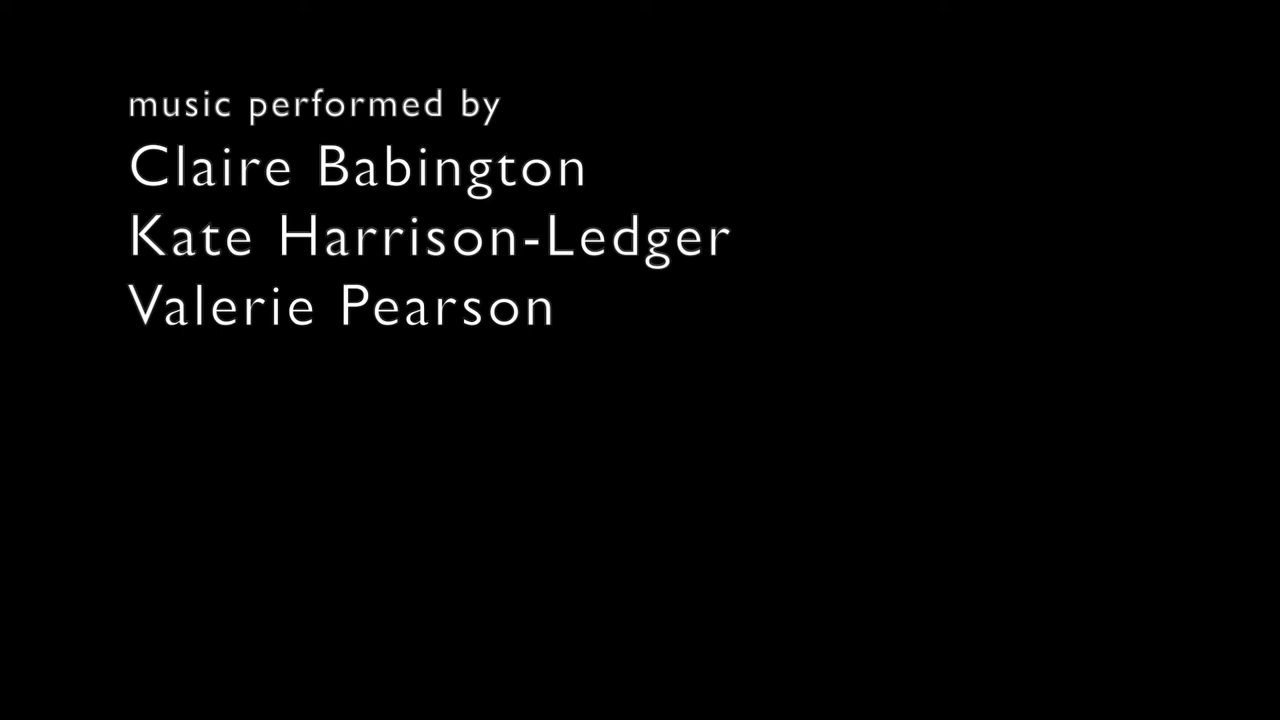 music performed by
Claire Babington
Kate Harrison-Ledger
Valerie Pearson